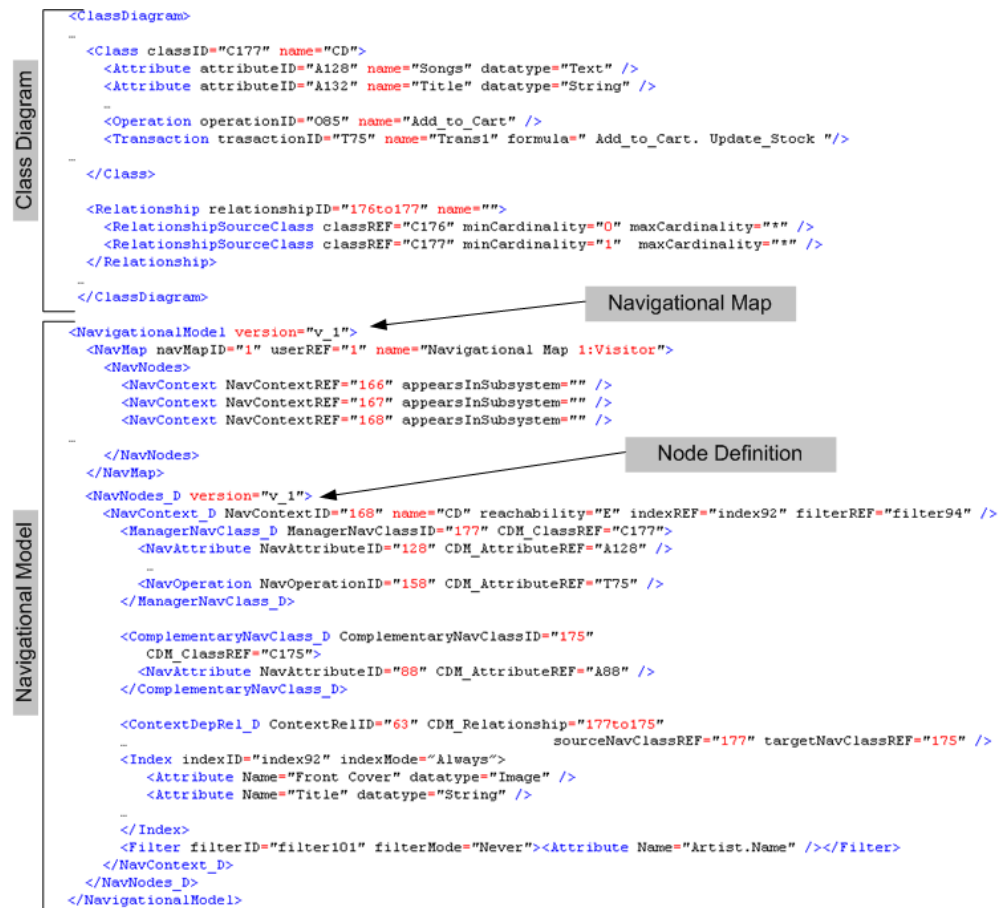 Class Diagram
<ClassDiagram>
…
<Class classID="C177" name="CD">
<Attribute attributeID="A128" name="Songs" datatype="Text" />
<Attribute attributeID="A132" name="Title" datatype="String" />
…
<Operation operationID="O85" name="Add_to_Cart" />
<Transaction trasactionID="T75" name="Trans1" formula=" Add_to_Cart. Update_Stock "/>
…
</Class>
<Relationship relationshipID="176to177" name="">
<RelationshipSourceClass classREF="C176" minCardinality="0" maxCardinality="*" />
<RelationshipSourceClass classREF="C177" minCardinality="1"  maxCardinality="*" />
</Relationship>
…
</ClassDiagram>
Navigational Map
Navigational Model
<NavigationalModel version="v_1">
<NavMap navMapID="1" userREF="1" name="Navigational Map 1:Visitor">
<NavNodes>
<NavContext NavContextREF="166" appearsInSubsystem="" />
<NavContext NavContextREF="167" appearsInSubsystem="" />
<NavContext NavContextREF="168" appearsInSubsystem="" />
…
</NavNodes>
Node Definition
</NavMap>
<NavNodes_D version="v_1">
<NavContext_D NavContextID="168" name="CD" reachability="E" indexREF="index92" filterREF="filter94" />
<ManagerNavClass_D ManagerNavClassID="177" CDM_ClassREF="C177">
<NavAttribute NavAttributeID="128" CDM_AttributeREF="A128" />
…
<NavOperation NavOperationID="158" CDM_AttributeREF="T75" />
</ManagerNavClass_D>
<ComplementaryNavClass_D ComplementaryNavClassID="175"
CDM_ClassREF="C175">
<NavAttribute NavAttributeID="88" CDM_AttributeREF="A88" />
</ComplementaryNavClass_D>
<ContextDepRel_D ContextRelID="63" CDM_Relationship="177to175"
… sourceNavClassREF="177" targetNavClassREF="175" />
<Index indexID="index92" indexMode="Always">
<Attribute Name="Front Cover" datatype="Image" />
<Attribute Name="Title" datatype="String" />
…
</Index>
<Filter filterID="filter101" filterMode="Never"><Attribute Name="Artist.Name" /></Filter>
</NavContext_D>
</NavNodes_D>
</NavigationalModel>